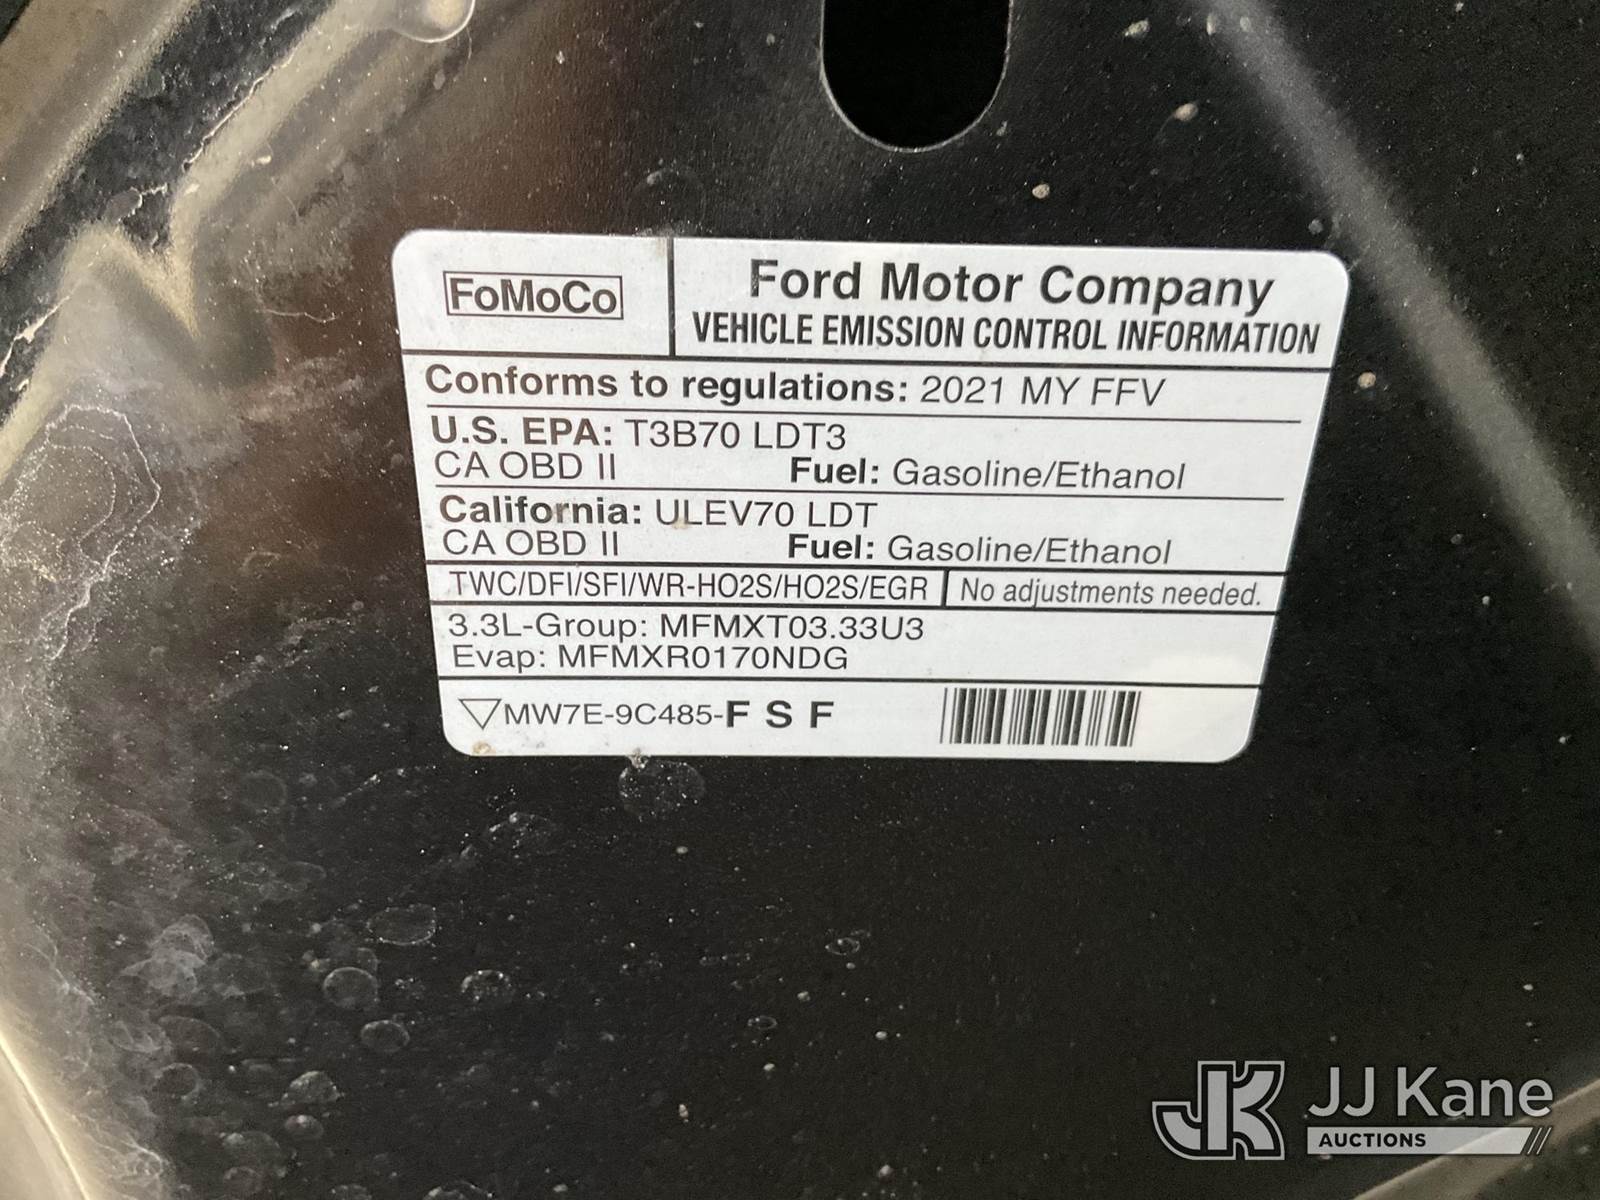 FoMoCo
Ford Motor Company
VEHICLE EMISSION CONTROL INFORMATION
Conforms to regulations: 2021 MY FFV
U.S. EPA: T3B70 LDT3
CA OBD II Fuel: Gasoline/Ethanol
California: ULEV70 LDT
CA OBD II Fuel: Gasoline/Ethanol
TWC/DFI/SFI/WR-HO2S/HO2S/EGR No adjustments needed.
3.3L-Group: MFMXT03.33U3
Evap: MFMXR0170NDG
MW7E-9C485-F S F
JK JJ Kane
AUCTIONS